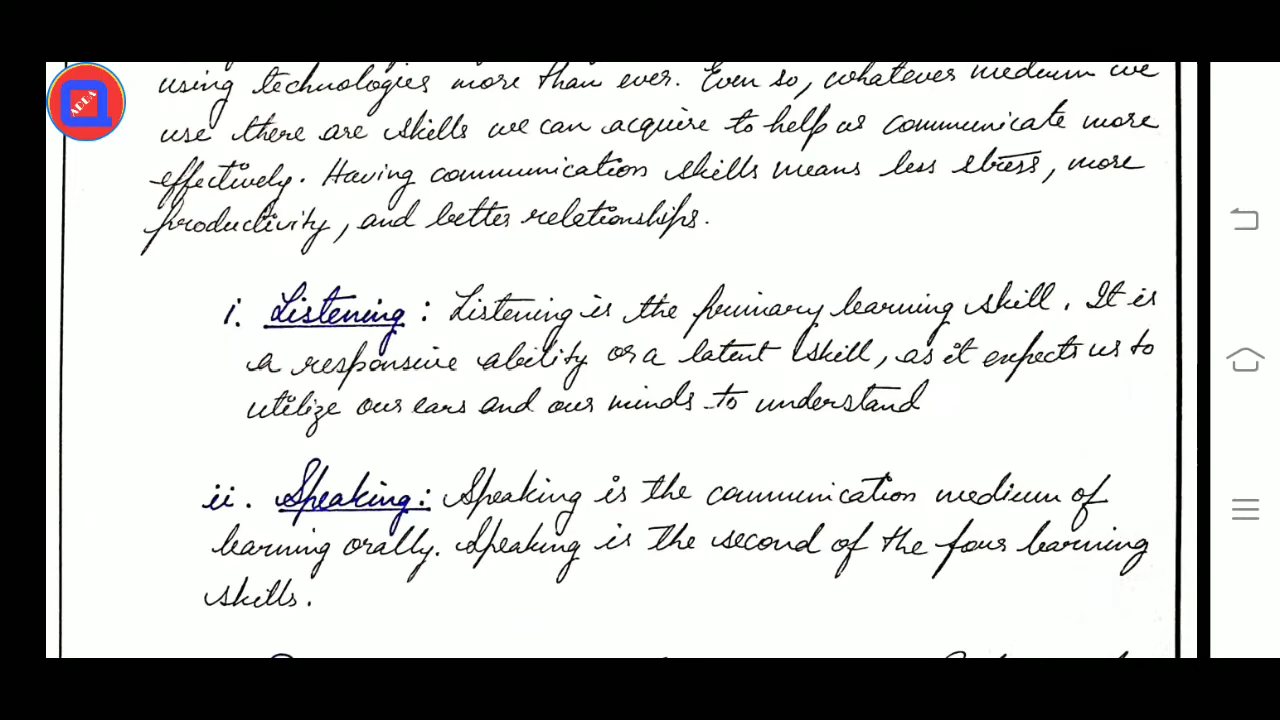 ADDA
using technologies more than ever. Even so, whatever medium we
use there are skills we can acquire to help us communicate more
effectively. Having communication skills means less stress, more
productivity, and better relationships.
i. Listening: Listening is the primary learning skill. It is
a responsive ability or a latent skill, as it expects us to
utilize our ears and our minds to understand
ii. Speaking: Speaking is the communication medium of
learning orally. Speaking is the second of the four learning
skills.